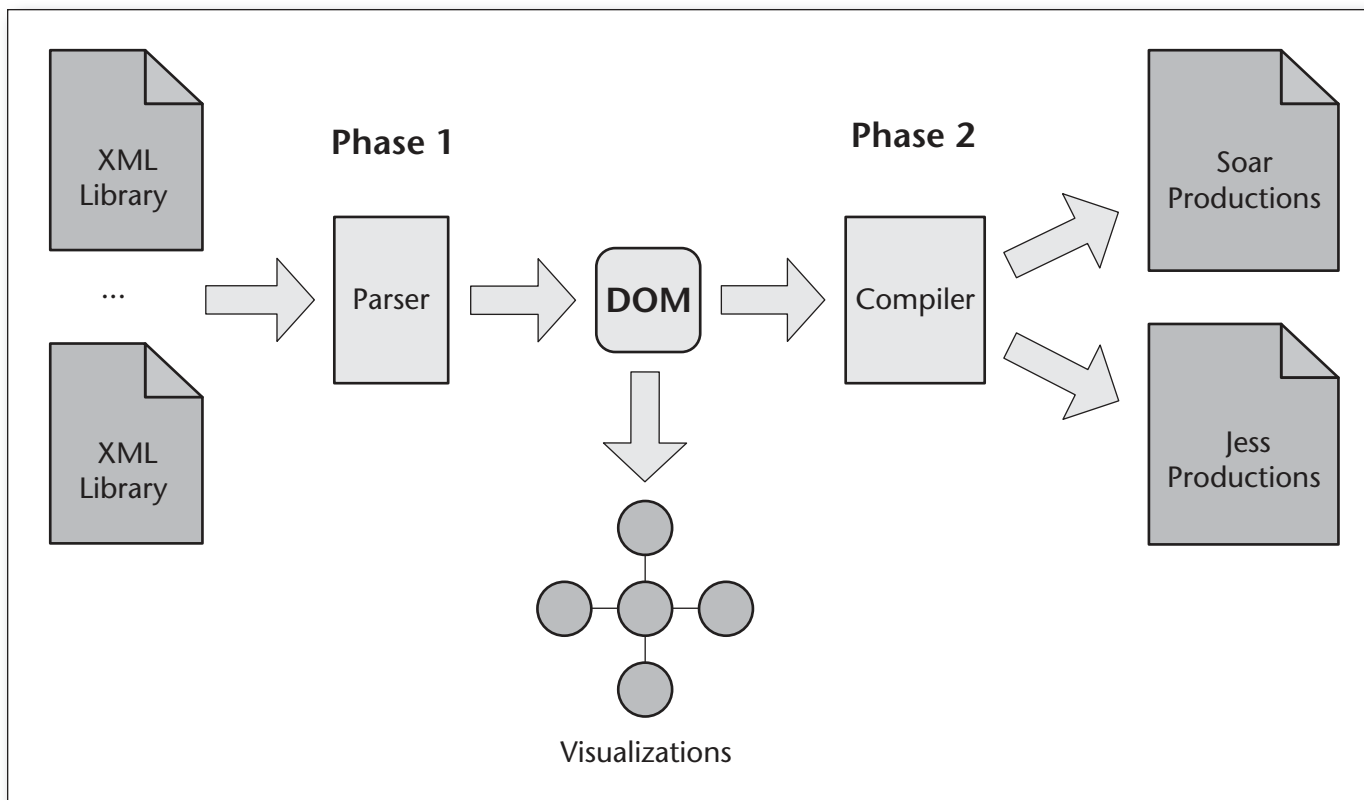 XML
Library
...
XML
Library
Phase 1
Parser
DOM
Visualizations
Phase 2
Compiler
Soar
Productions
Jess
Productions